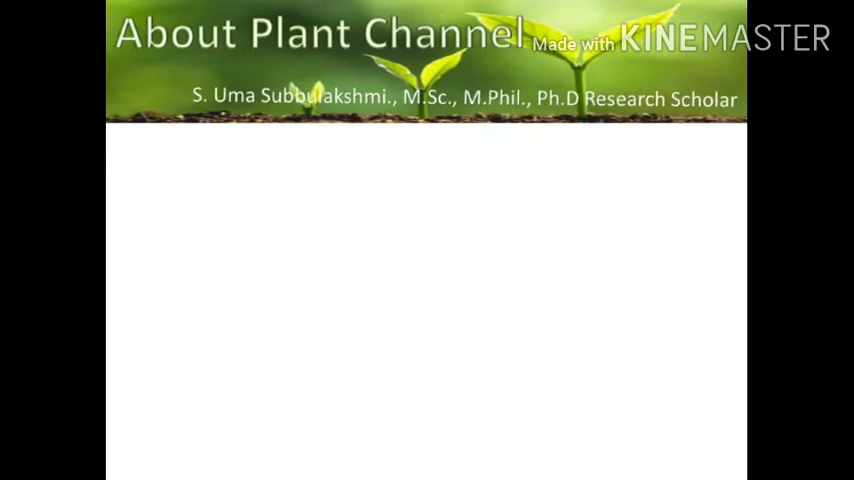 About Plant Channel
Made with KINEMASTER
S. Uma Subbulakshmi., M.Sc., M.Phil., Ph.D Research Scholar